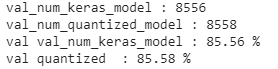 val_num_keras_model : 8556
val_num_quantized_model : 8558
val val_num_keras_model : 85.56 %
val quantized  : 85.58 %